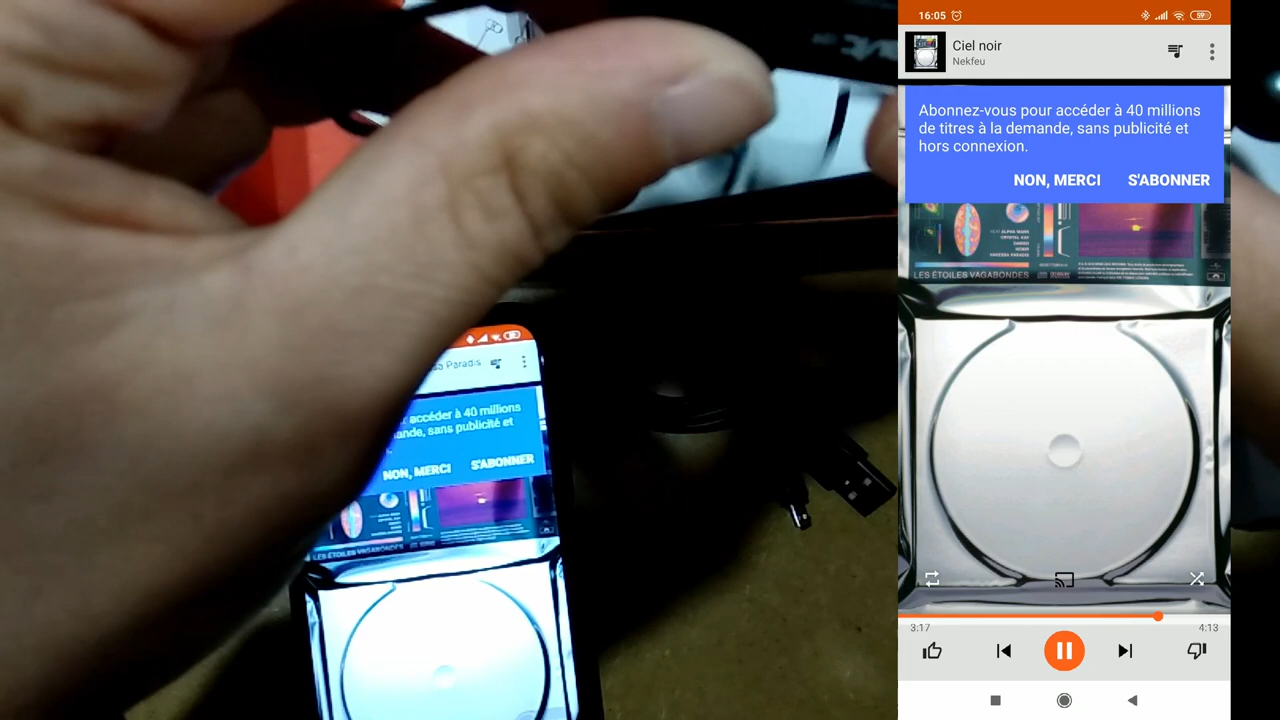 16:05
59
Ciel noir
Nekfeu
Abonnez-vous pour accéder à 40 millions
de titres à la demande, sans publicité et
hors connexion.
NON, MERCI S'ABONNER
LES ÉTOILES VAGABONDES
3:17
4:13
Paradis
accéder à 40 millions
sans publicité et
NON, MERCI S'ABONNER
LES ÉTOILES VAGABONDES